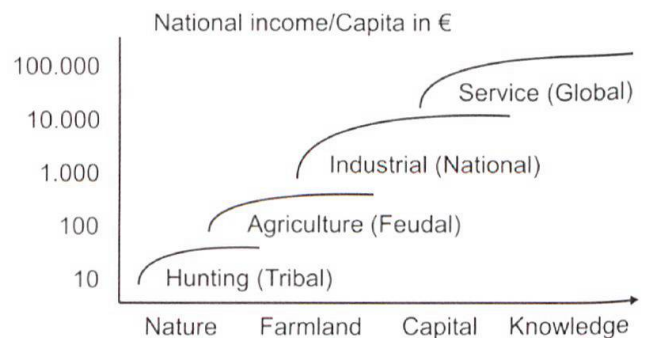 National income/Capita in €
100.000
Service (Global)
10.000
Industrial (National)
1.000
Agriculture (Feudal)
100
Hunting (Tribal)
10
Nature Farmland Capital Knowledge